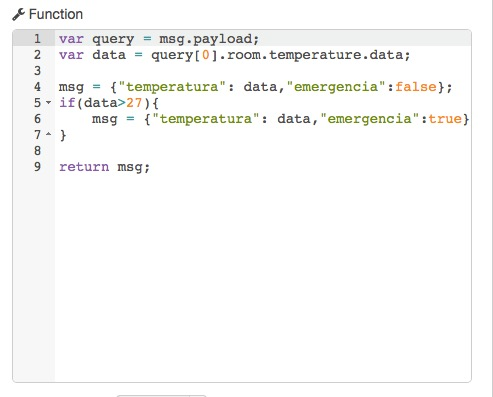 Function
1 var query = msg.payload;
2 var data = query[0].room.temperature.data;
3
4 msg = {"temperatura": data,"emergencia":false};
5 if(data>27){
6 msg = {"temperatura": data,"emergencia":true}
7 }
8
9 return msg;